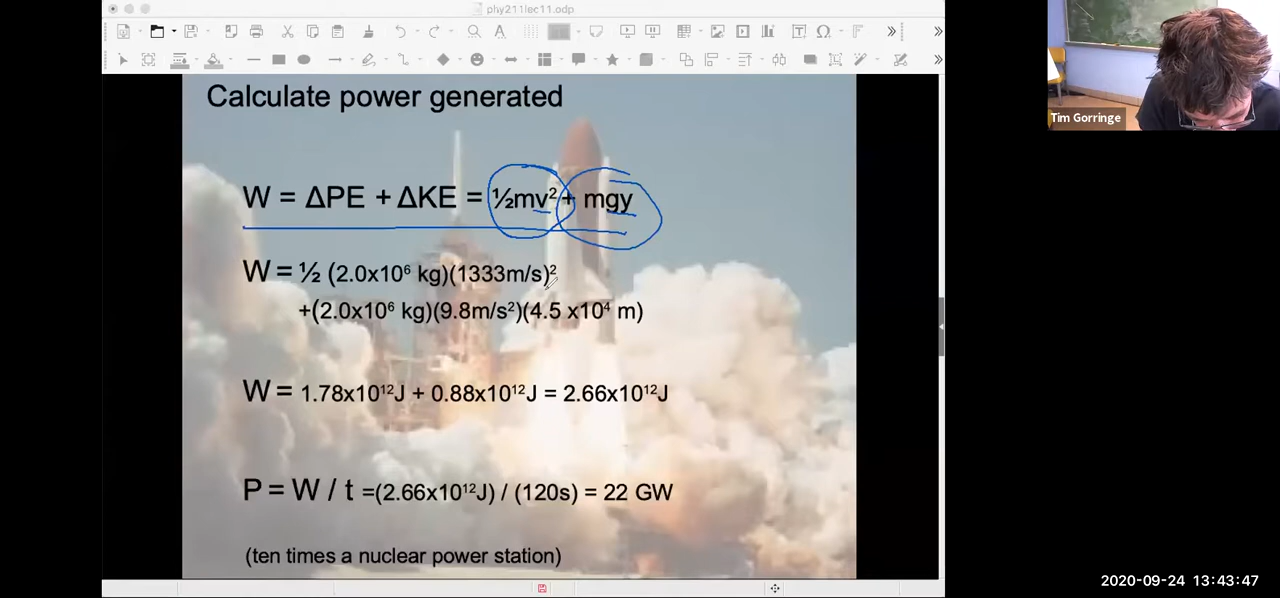 phy211lec11.odp
Calculate power generated
W = ΔPE + ΔKE = ½mv² + mgy
W = ½ (2.0x10⁶ kg)(1333m/s)²
+(2.0x10⁶ kg)(9.8m/s²)(4.5 x10⁴ m)
W = 1.78x10¹²J + 0.88x10¹²J = 2.66x10¹²J
P = W / t =(2.66x10¹²J) / (120s) = 22 GW
(ten times a nuclear power station)
Tim Gorringe
2020-09-24 13:43:47